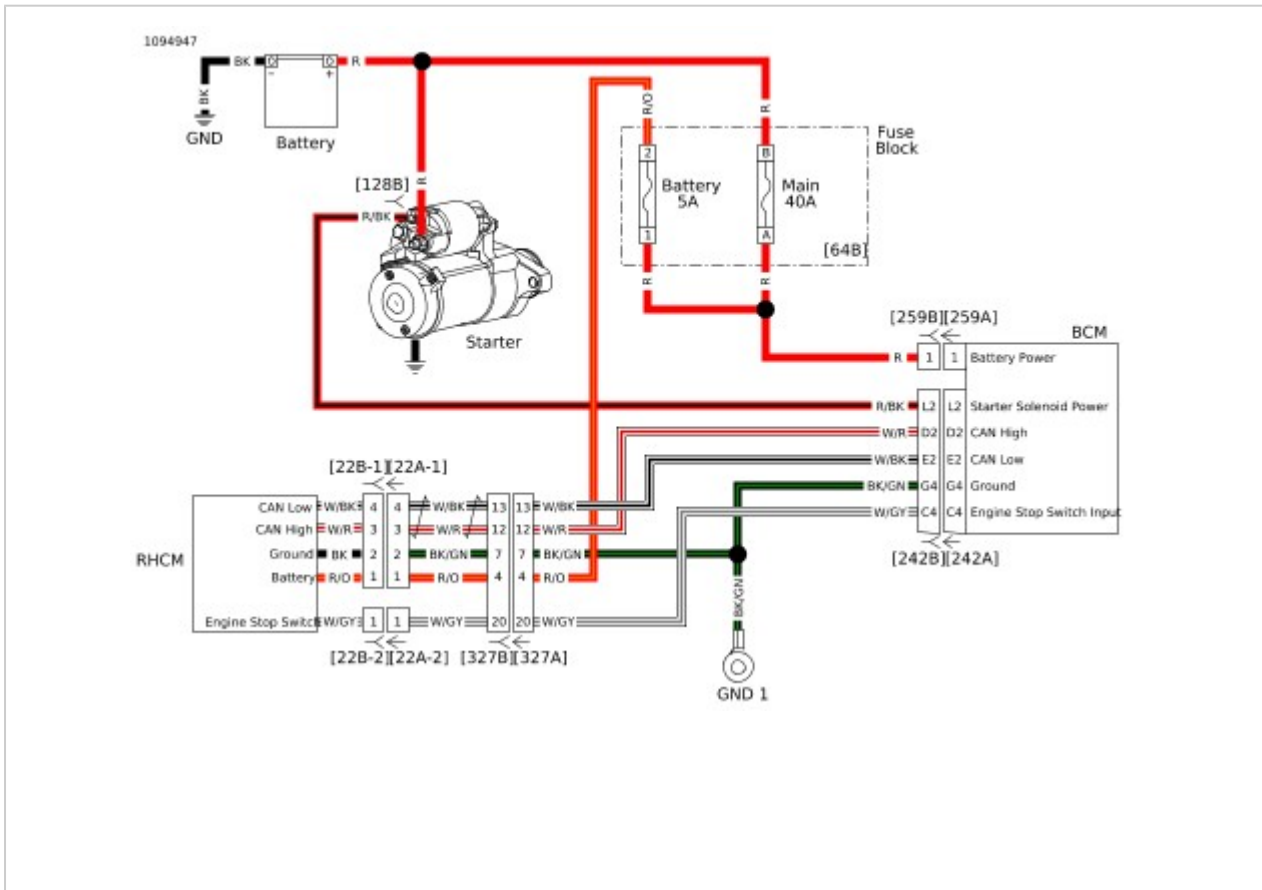 1094947
BK 0 0 R
- +
BK
GND
Battery
R
R/O
R
Fuse
Block
2 B
Battery
5A
Main
40A
1 A
[64B]
R R
[128B]
R/BK
Starter
[259B][259A]
BCM
R 1 1 Battery Power
R/BK L2 L2 Starter Solenoid Power
W/R D2 D2 CAN High
W/BK E2 E2 CAN Low
BK/GN G4 G4 Ground
W/GY C4 C4 Engine Stop Switch Input
[242B][242A]
[22B-1][22A-1]
RHCM
CAN Low W/BK 4 4 W/BK 13 13 W/BK
CAN High W/R 3 3 W/R 12 12 W/R
Ground BK 2 2 BK/GN 7 7 BK/GN
Battery R/O 1 1 R/O 4 4 R/O
Engine Stop Switch W/GY 1 1 W/GY 20 20 W/GY
[22B-2][22A-2] [327B][327A]
BK/GN
GND 1